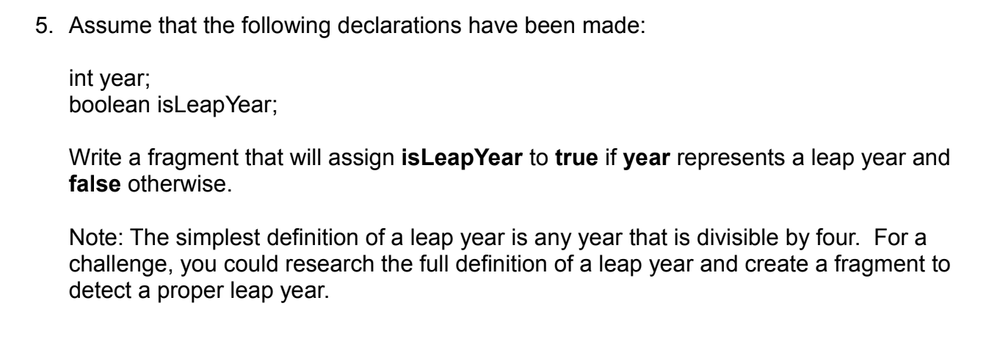 5. Assume that the following declarations have been made:
int year;
boolean isLeapYear;
Write a fragment that will assign isLeapYear to true if year represents a leap year and
false otherwise.
Note: The simplest definition of a leap year is any year that is divisible by four.  For a
challenge, you could research the full definition of a leap year and create a fragment to
detect a proper leap year.